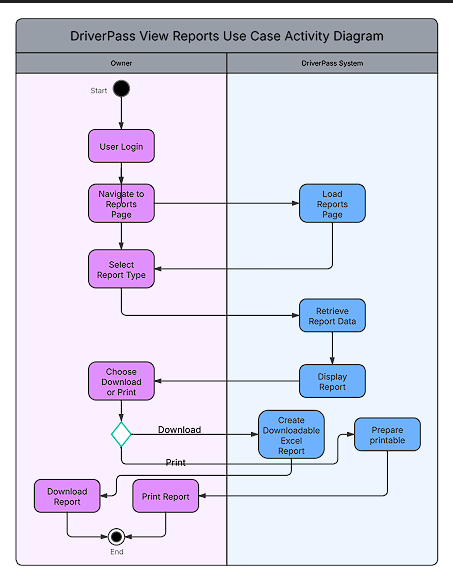 DriverPass View Reports Use Case Activity Diagram
Owner
DriverPass System
Start
User Login
Navigate to
Reports
Page
Load
Reports
Page
Select
Report Type
Retrieve
Report Data
Choose
Download
or Print
Display
Report
Download
Create
Downloadable
Excel
Report
Prepare
printable
Print
Download
Report
Print Report
End